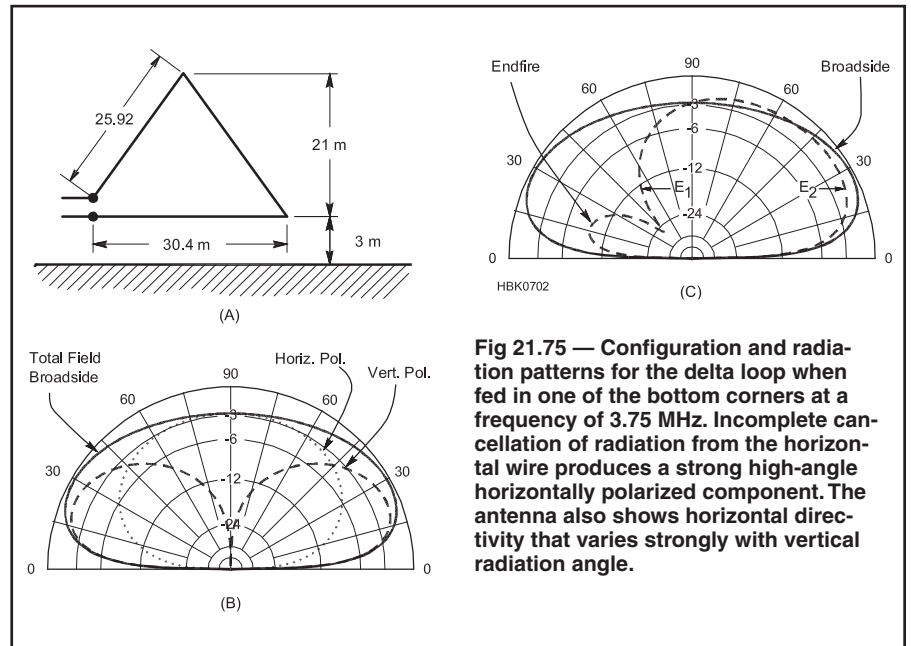 25.92
21 m
30.4 m
3 m
(A)
Endfire
90
Broadside
60
60
-3
-6
30
30
-12
E1
E2
-24
0
0
HBK0702
(C)
Total Field
Broadside
Horiz. Pol.
Vert. Pol.
90
60
60
-3
-6
30
30
-12
-24
0
0
(B)
Fig 21.75 — Configuration and radia-
tion patterns for the delta loop when
fed in one of the bottom corners at a
frequency of 3.75 MHz. Incomplete can-
cellation of radiation from the horizon-
tal wire produces a strong high-angle
horizontally polarized component. The
antenna also shows horizontal direc-
tivity that varies strongly with vertical
radiation angle.